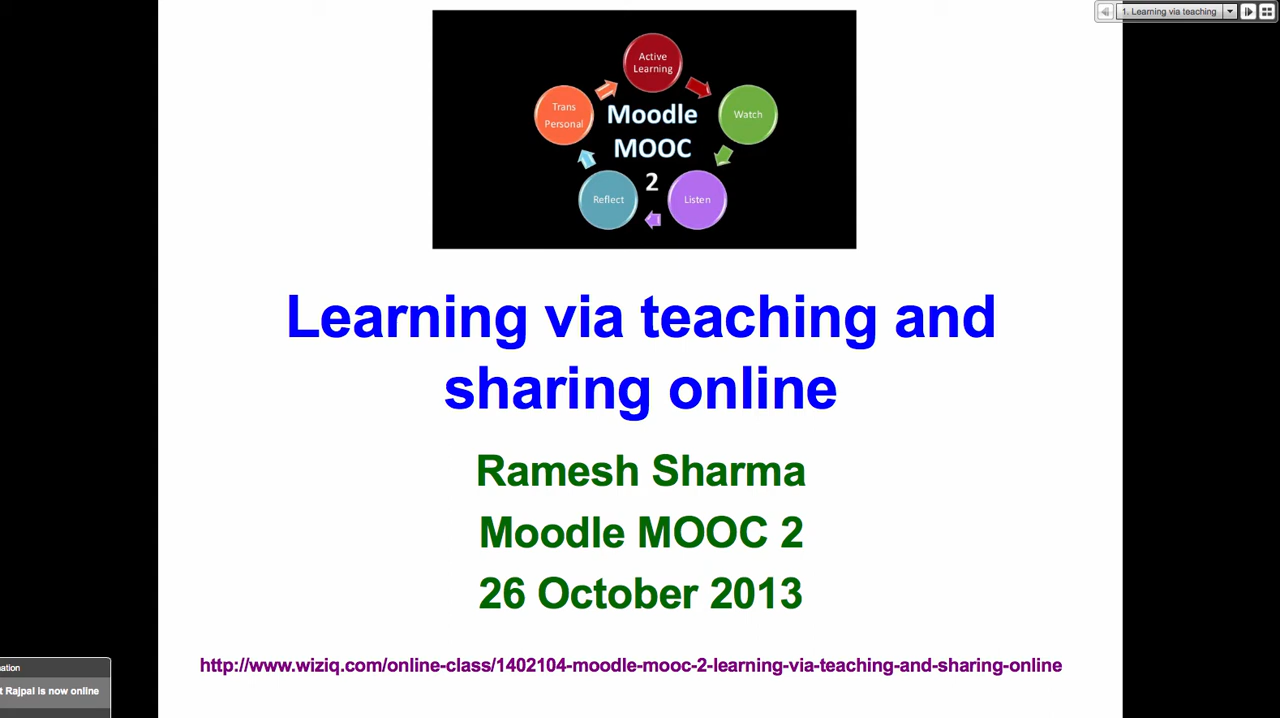 1. Learning via teaching
Active
Learning
Trans
Personal
Moodle
MOOC
2
Watch
Reflect
Listen
Learning via teaching and
sharing online
Ramesh Sharma
Moodle MOOC 2
26 October 2013
http://www.wiziq.com/online-class/1402104-moodle-mooc-2-learning-via-teaching-and-sharing-online
Rajpal is now online